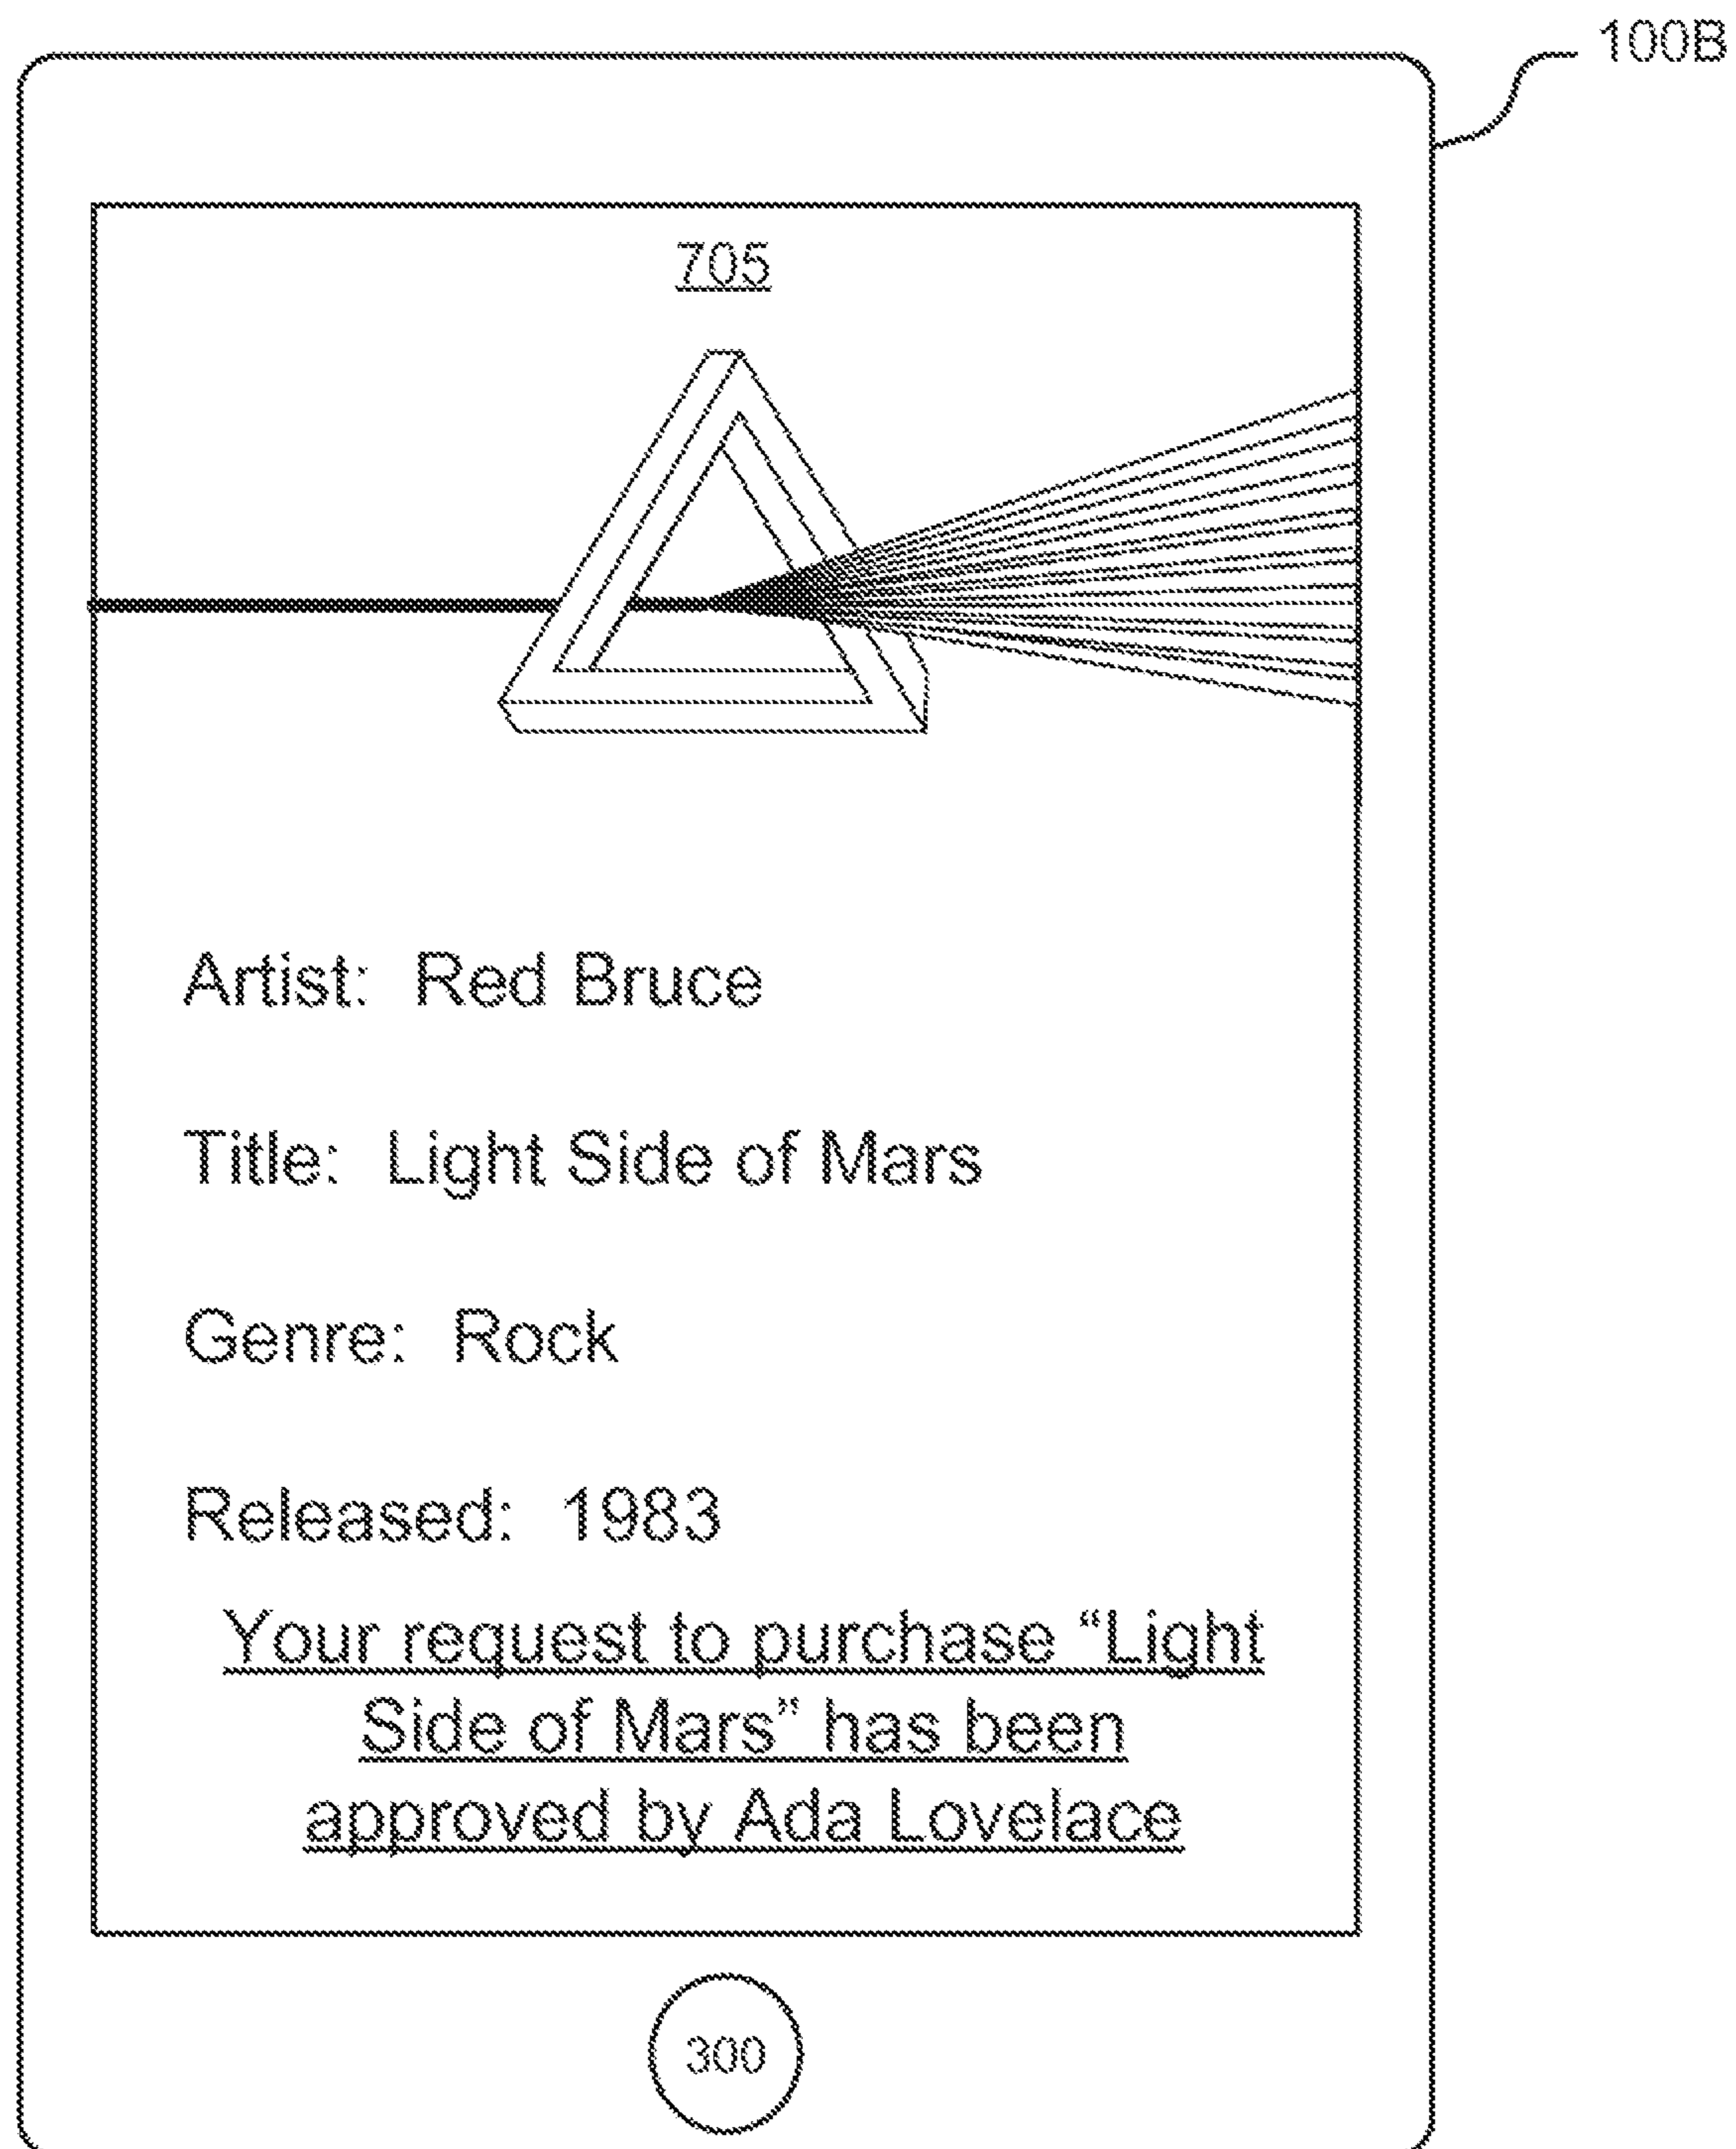 100B
705
Artist: Red Bruce
Title: Light Side of Mars
Genre: Rock
Released: 1983
Your request to purchase “Light
Side of Mars” has been
approved by Ada Lovelace
300